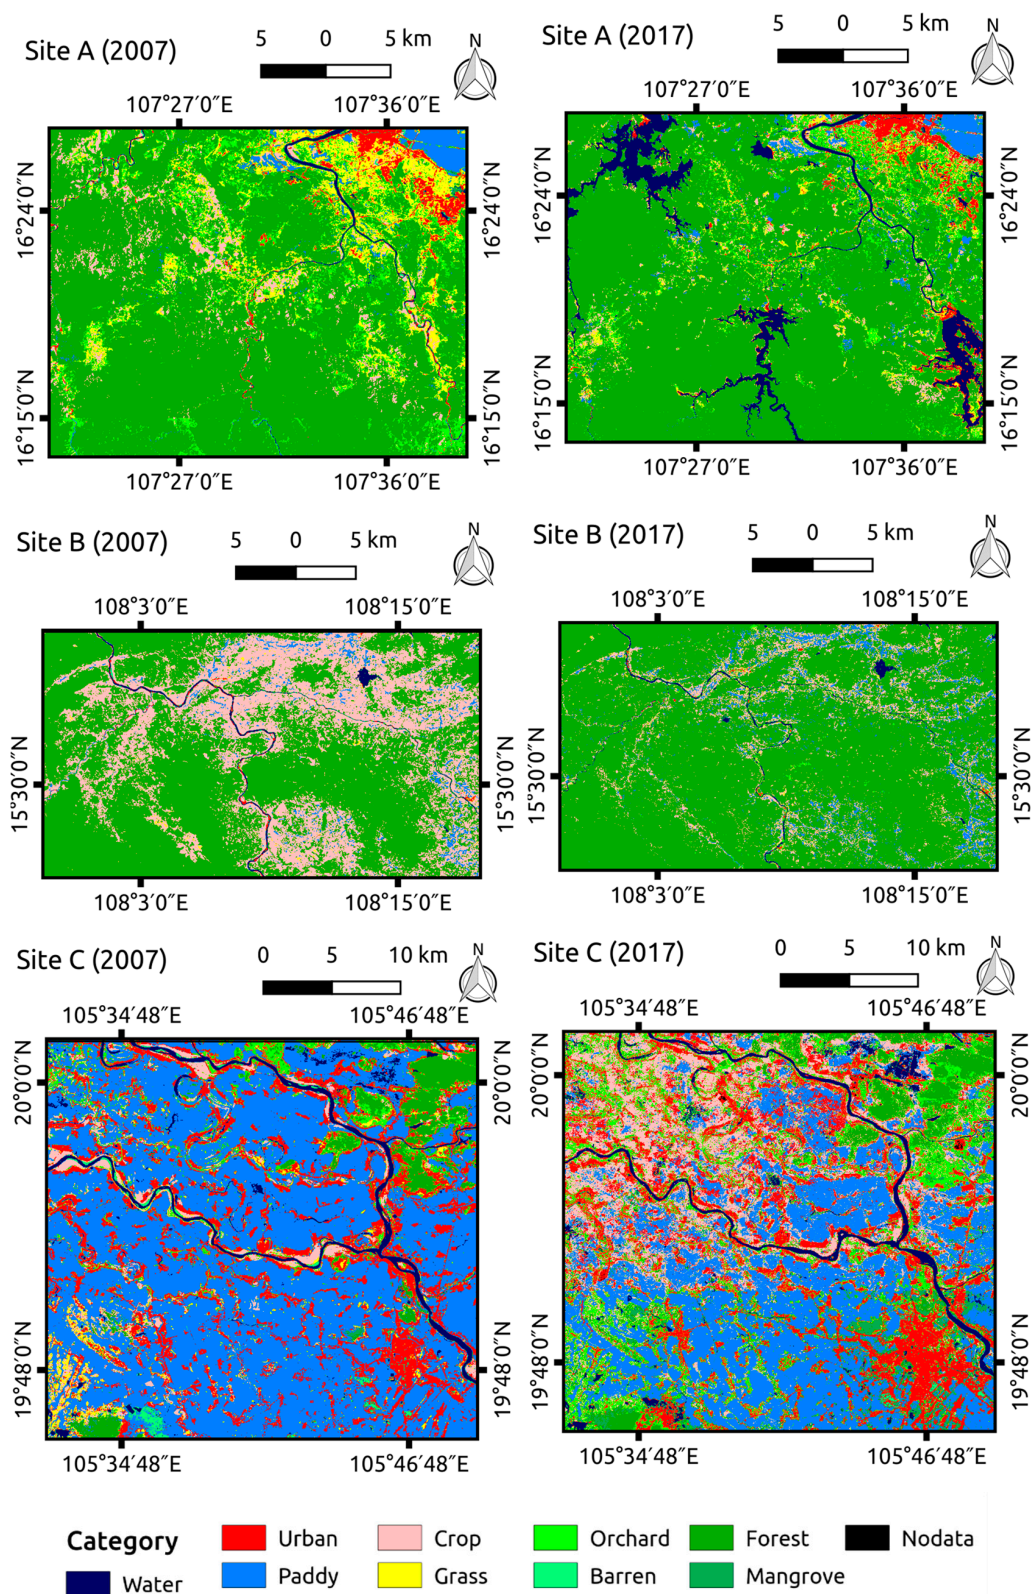 Site A (2007) 5 0 5 km N
107°27′0″E 107°36′0″E
16°24′0″N 16°24′0″N
16°15′0″N 16°15′0″N
107°27′0″E 107°36′0″E
Site A (2017) 5 0 5 km N
107°27′0″E 107°36′0″E
16°24′0″N 16°24′0″N
16°15′0″N 16°15′0″N
107°27′0″E 107°36′0″E
Site B (2007) 5 0 5 km N
108°3′0″E 108°15′0″E
15°30′0″N 15°30′0″N
108°3′0″E 108°15′0″E
Site B (2017) 5 0 5 km N
108°3′0″E 108°15′0″E
15°30′0″N 15°30′0″N
108°3′0″E 108°15′0″E
Site C (2007) 0 5 10 km N
105°34′48″E 105°46′48″E
20°0′0″N 20°0′0″N
19°48′0″N 19°48′0″N
105°34′48″E 105°46′48″E
Site C (2017) 0 5 10 km N
105°34′48″E 105°46′48″E
20°0′0″N 20°0′0″N
19°48′0″N 19°48′0″N
105°34′48″E 105°46′48″E
Category Urban Crop Orchard Forest Nodata
Water Paddy Grass Barren Mangrove